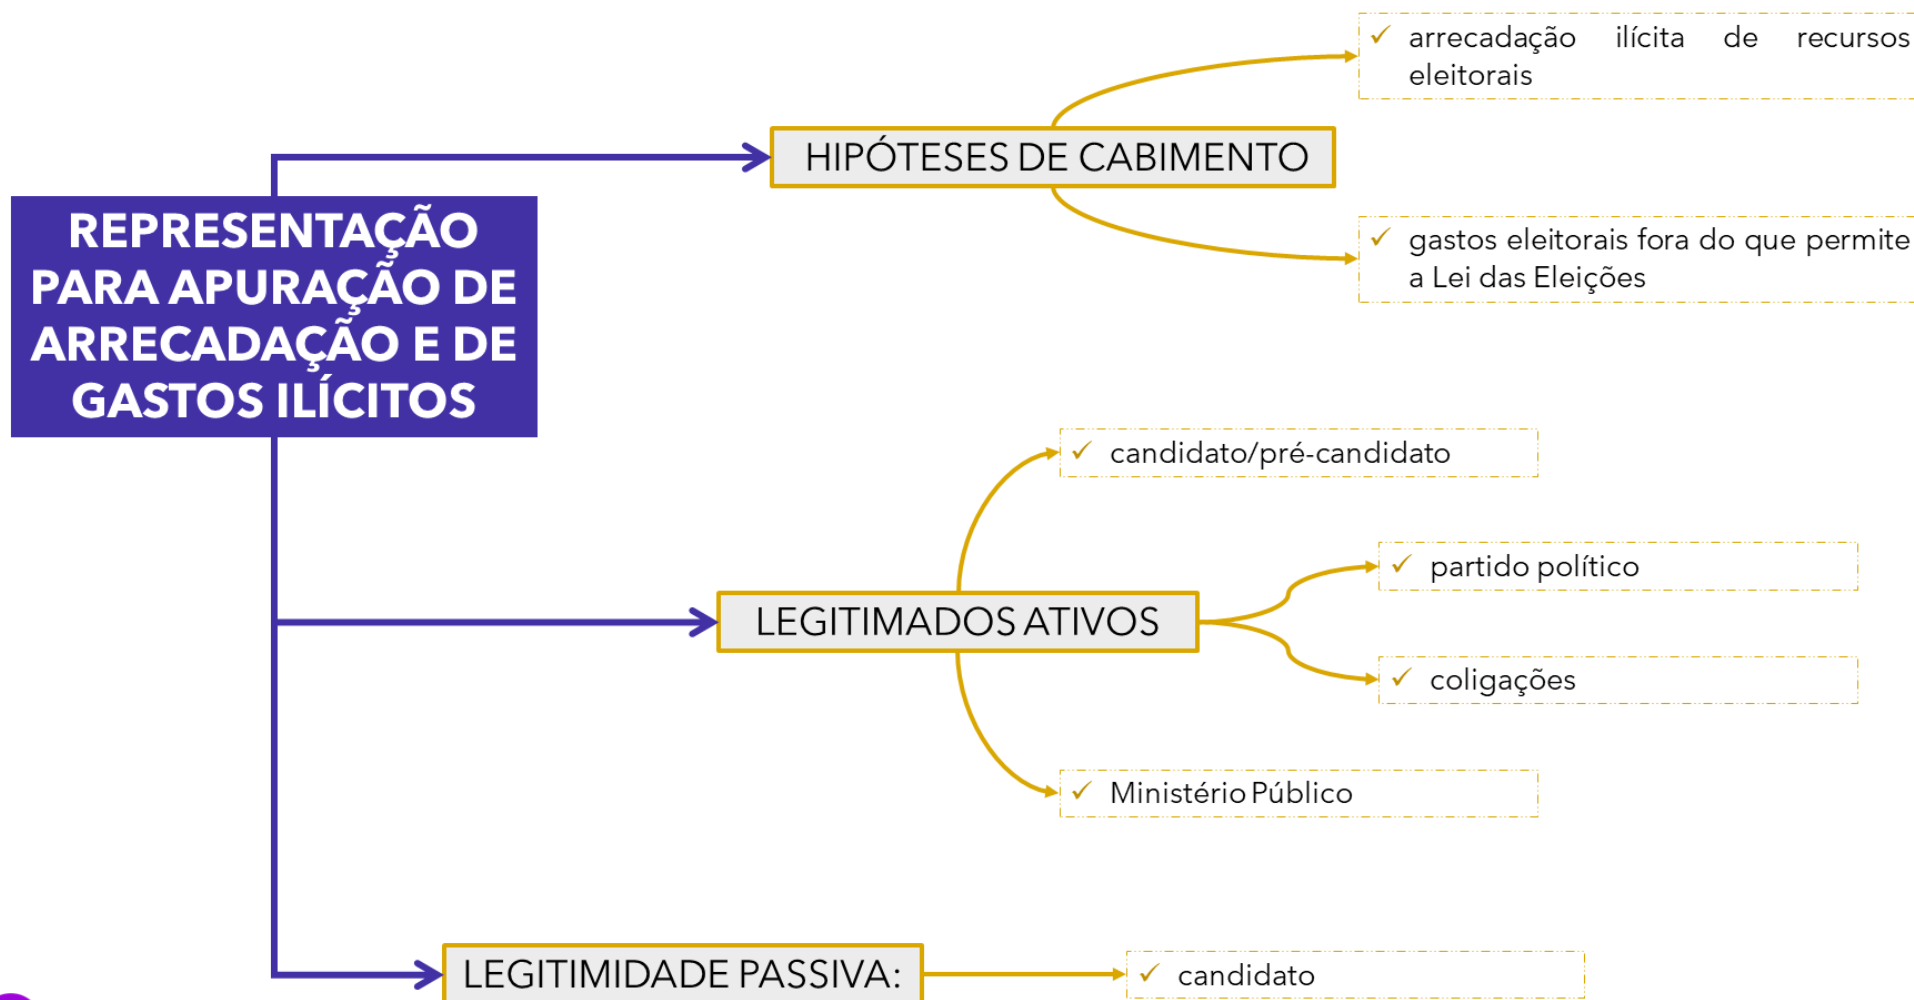 REPRESENTAÇÃO
PARA APURAÇÃO DE
ARRECADAÇÃO E DE
GASTOS ILÍCITOS
HIPÓTESES DE CABIMENTO
✓ arrecadação ilícita de recursos
eleitorais
✓ gastos eleitorais fora do que permite
a Lei das Eleições
LEGITIMADOS ATIVOS
✓ candidato/pré-candidato
✓ partido político
✓ coligações
✓ Ministério Público
LEGITIMIDADE PASSIVA:
✓ candidato